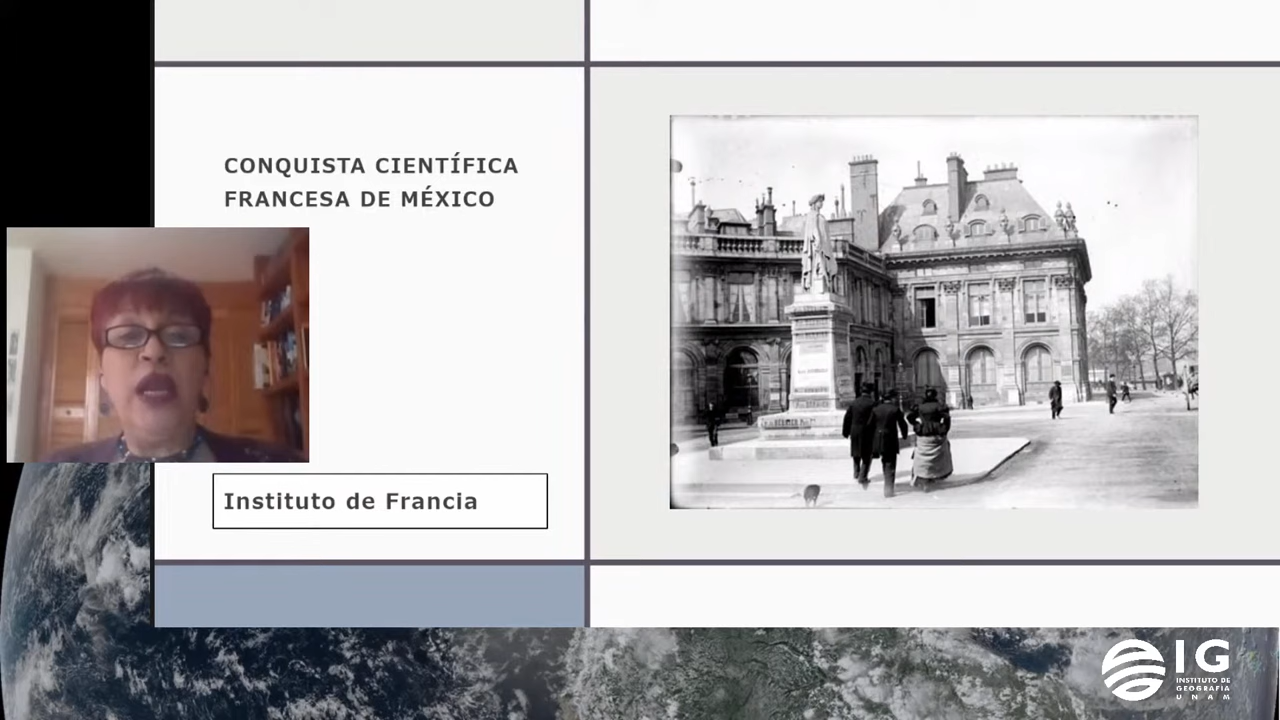 CONQUISTA CIENTÍFICA
FRANCESA DE MÉXICO
Instituto de Francia
IG
INSTITUTO DE
GEOGRAFÍA
UNAM